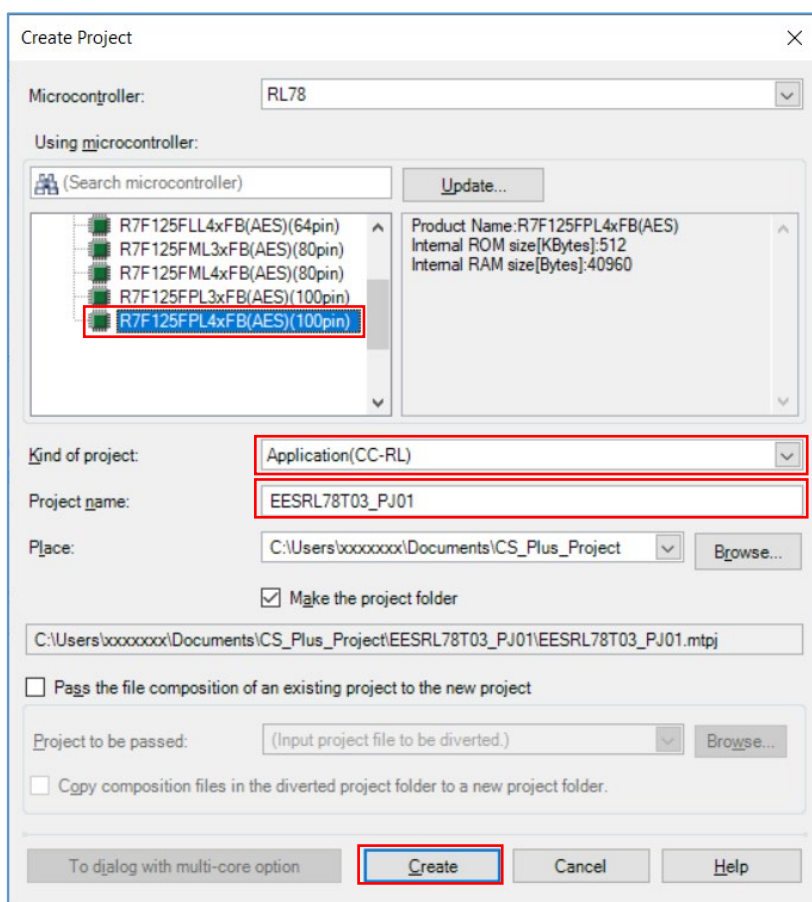 Create Project
Microcontroller:
RL78
Using microcontroller:
(Search microcontroller)
Update...
R7F125FLL4xFB(AES)(64pin)
R7F125FML3xFB(AES)(80pin)
R7F125FML4xFB(AES)(80pin)
R7F125FPL3xFB(AES)(100pin)
R7F125FPL4xFB(AES)(100pin)
Product Name:R7F125FPL4xFB(AES)
Internal ROM size[KBytes]:512
Internal RAM size[Bytes]:40960
Kind of project:
Application(CC-RL)
Project name:
EESRL78T03_PJ01
Place:
C:\Users\xxxxxxx\Documents\CS_Plus_Project
Browse...
Make the project folder
C:\Users\xxxxxxx\Documents\CS_Plus_Project\EESRL78T03_PJ01\EESRL78T03_PJ01.mtpj
Pass the file composition of an existing project to the new project
Project to be passed:
(Input project file to be diverted.)
Browse...
Copy composition files in the diverted project folder to a new project folder.
To dialog with multi-core option
Create
Cancel
Help